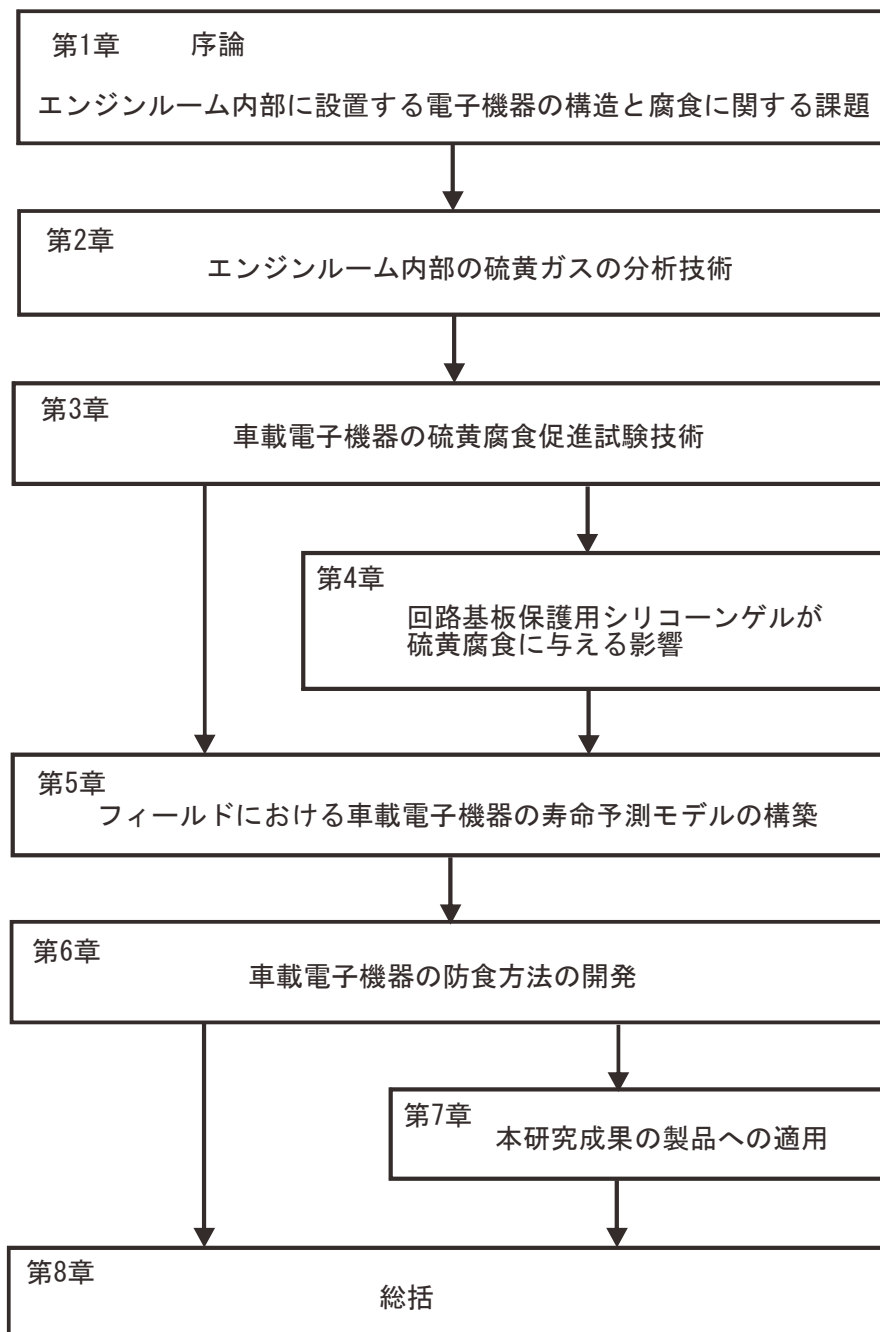 第1章 序論
エンジンルーム内部に設置する電子機器の構造と腐食に関する課題
第2章
エンジンルーム内部の硫黄ガスの分析技術
第3章
車載電子機器の硫黄腐食促進試験技術
第4章
回路基板保護用シリコーンゲルが
硫黄腐食に与える影響
第5章
フィールドにおける車載電子機器の寿命予測モデルの構築
第6章
車載電子機器の防食方法の開発
第7章
本研究成果の製品への適用
第8章
総括